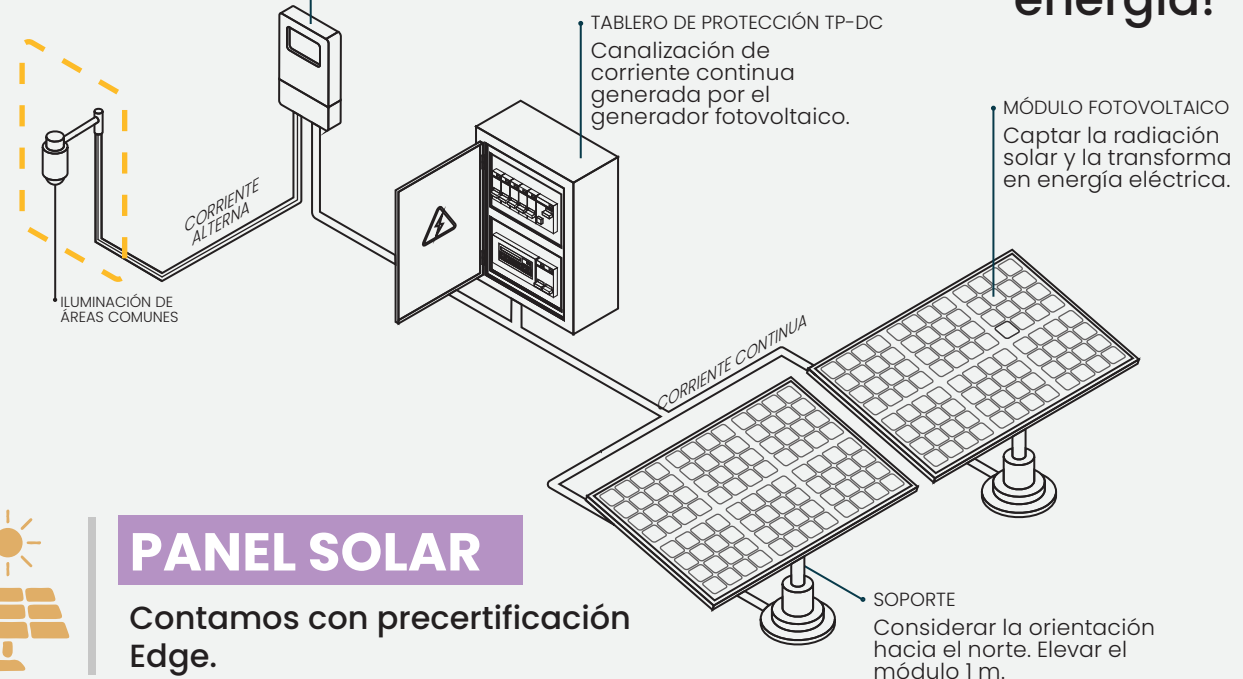 energía!
TABLERO DE PROTECCIÓN TP-DC
Canalización de
corriente continua
generada por el
generador fotovoltaico.
MÓDULO FOTOVOLTAICO
Captar la radiación
solar y la transforma
en energía eléctrica.
CORRIENTE
ALTERNA
ILUMINACIÓN DE
ÁREAS COMUNES
CORRIENTE CONTINUA
PANEL SOLAR
Contamos con precertificación
Edge.
SOPORTE
Considerar la orientación
hacia el norte. Elevar el
módulo 1 m.